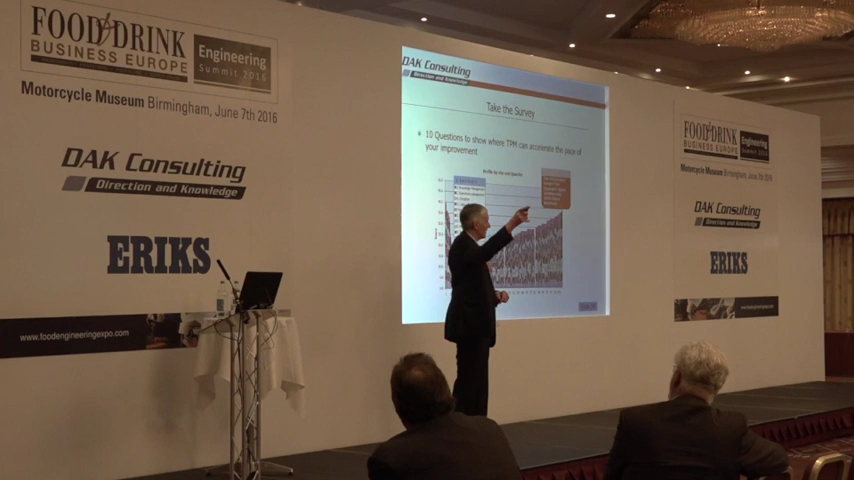 FOOD & DRINK
BUSINESS EUROPE
Engineering
Summit 2016
Motorcycle Museum Birmingham, June 7th 2016
DAK Consulting
Direction and Knowledge
ERIKS
www.foodengineeringexpo.com
DAK Consulting
Direction and Knowledge
Take the Survey
10 Questions to show where TPM can accelerate the pace of
your improvement
FOOD & DRINK
BUSINESS EUROPE
Engineering
Motorcycle Museum Birmingham, June 7th 2016
DAK Consulting
Direction and Knowledge
ERIKS